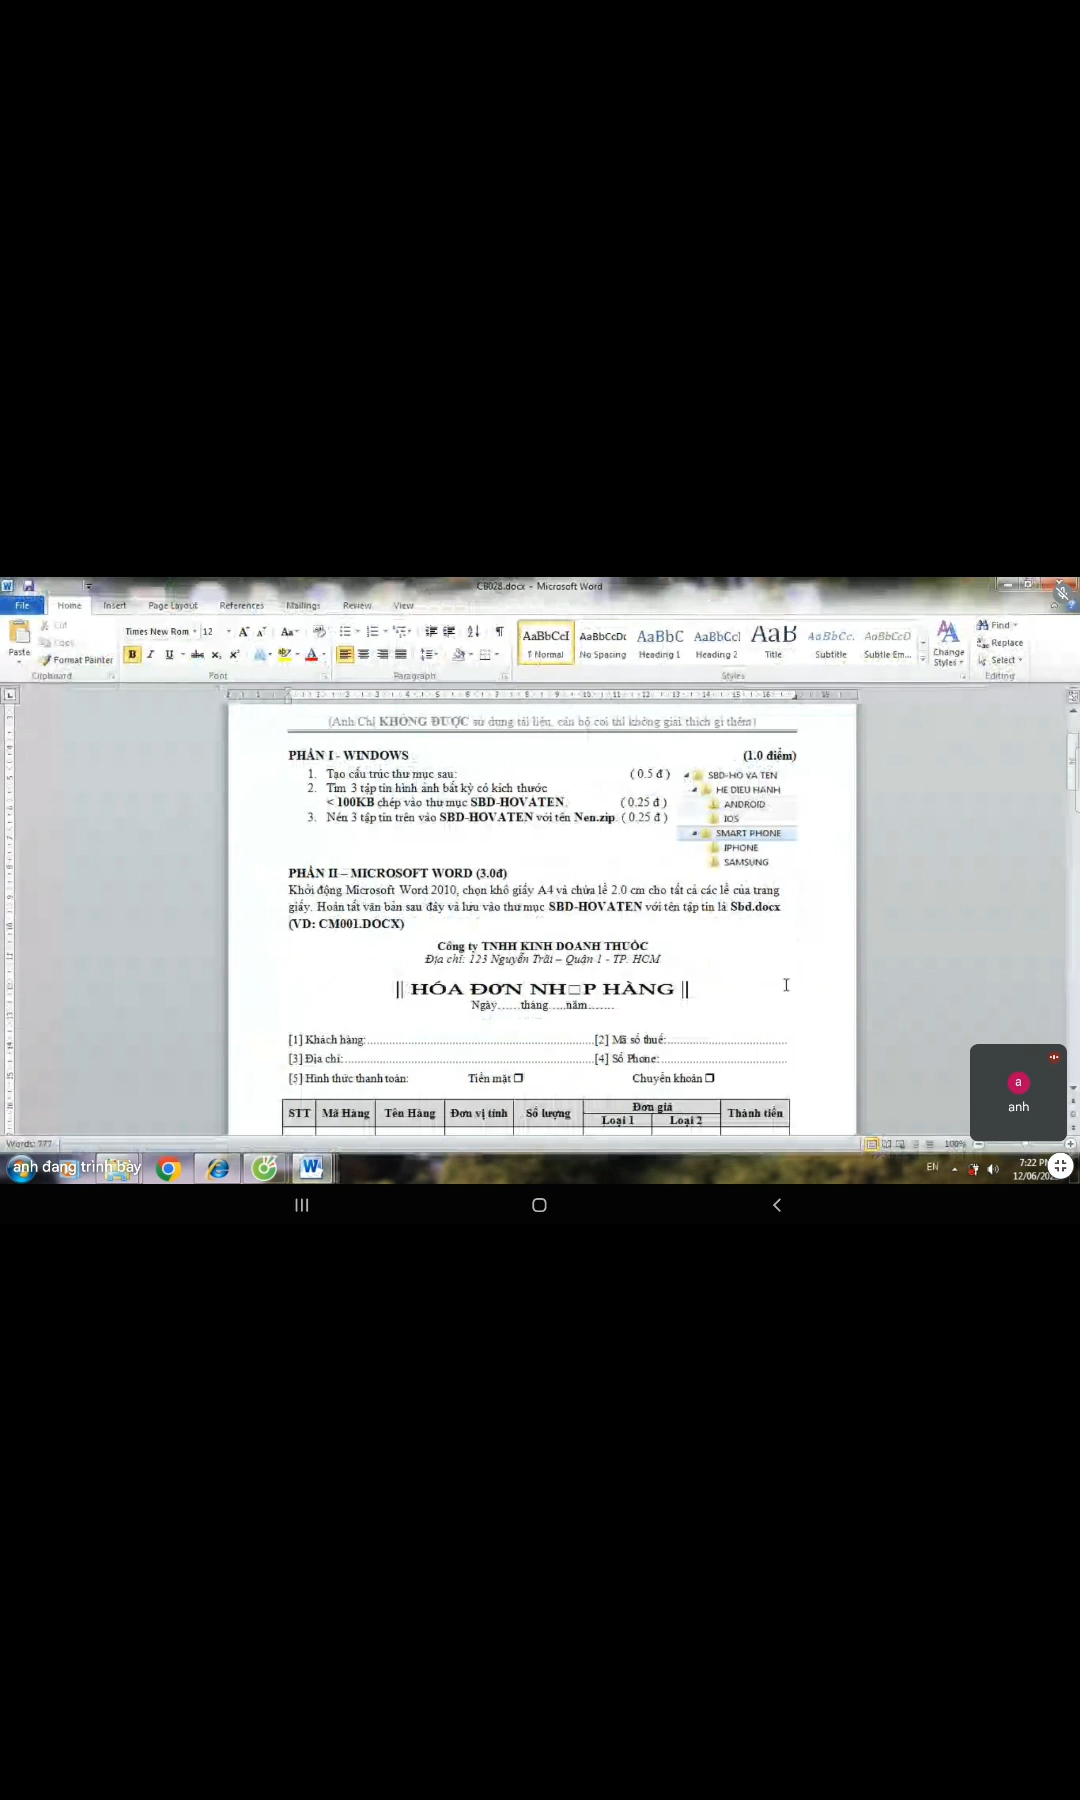 CB028.docx - Microsoft Word
File Home Insert Page Layout References Mailings Review View
Paste
Cut
Copy
Format Painter
Clipboard
Times New Rom 12
Font
Paragraph
AaBbCcI AaBbCcDc AaBbC AaBbCcI AaB AaBbCc. AaBbCcD
¶ Normal No Spacing Heading 1 Heading 2 Title Subtitle Subtle Em...
Styles
Change Styles
Find
Replace
Select
Editing
(Anh Chị KHÔNG ĐƯỢC sử dụng tài liệu, cán bộ coi thi không giải thích gì thêm)
PHẦN I - WINDOWS (1.0 điểm)
1. Tạo cấu trúc thư mục sau: ( 0.5 đ )
2. Tìm 3 tập tin hình ảnh bất kỳ có kích thước
< 100KB chép vào thư mục SBD-HOVATEN. ( 0.25 đ )
3. Nén 3 tập tin trên vào SBD-HOVATEN với tên Nen.zip. ( 0.25 đ )
SBD-HO VA TEN
HE DIEU HANH
ANDROID
IOS
SMART PHONE
IPHONE
SAMSUNG
PHẦN II – MICROSOFT WORD (3.0đ)
Khởi động Microsoft Word 2010, chọn khổ giấy A4 và chừa lề 2.0 cm cho tất cả các lề của trang
giấy. Hoàn tất văn bản sau đây và lưu vào thư mục SBD-HOVATEN với tên tập tin là Sbd.docx
(VD: CM001.DOCX)
Công ty TNHH KINH DOANH THUỐC
Địa chỉ: 123 Nguyễn Trãi – Quận 1 - TP. HCM
|| HÓA ĐƠN NH□P HÀNG ||
Ngày......tháng.....năm.......
[1] Khách hàng:..........[2] Mã số thuế:..........
[3] Địa chỉ:..........[4] Số Phone:..........
[5] Hình thức thanh toán: Tiền mặt ❒ Chuyển khoản ❒
STT Mã Hàng Tên Hàng Đơn vị tính Số lượng Đơn giá Thành tiền
Loại 1 Loại 2
a
anh
Words: 777
100%
anh đang trình bày
EN
7:22 P
12/06/20